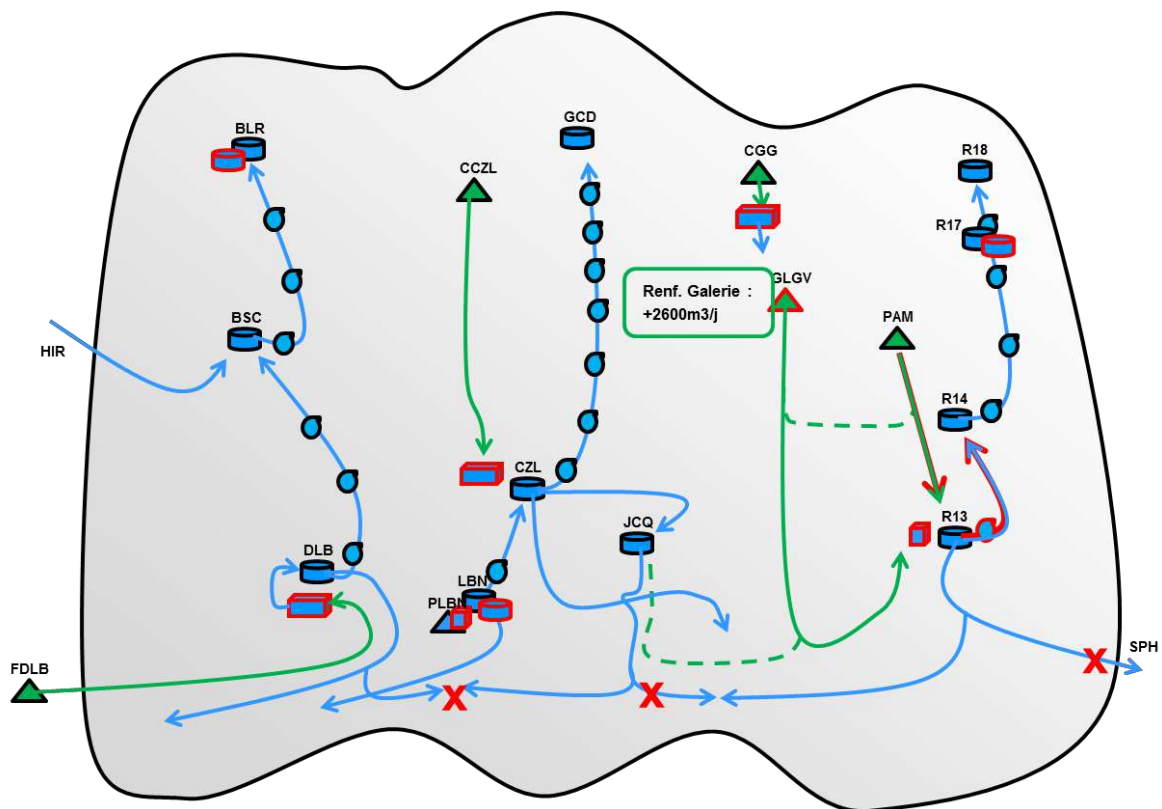 GCD
BLR
CCZL
CGG
R18
R17
GLGV
Renf. Galerie :
+2600m3/j
PAM
BSC
HIR
R14
CZL
JCQ
R13
DLB
LBN
PLBN
FDLB
SPH
X
X
X